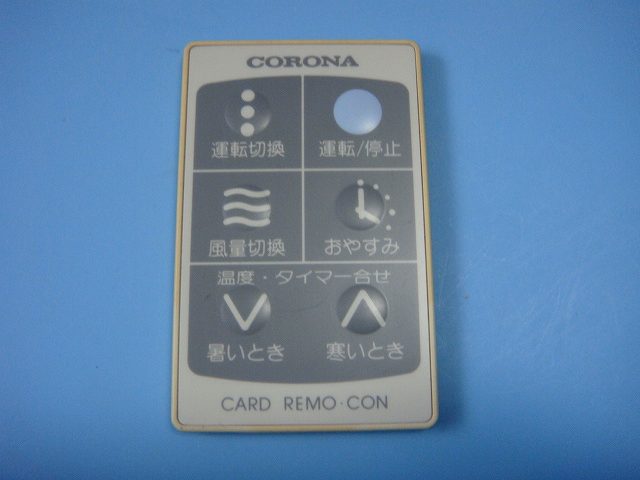 CORONA
運転切換
運転/停止
風量切換
おやすみ
温度・タイマー合せ
暑いとき
寒いとき
CARD REMO·CON